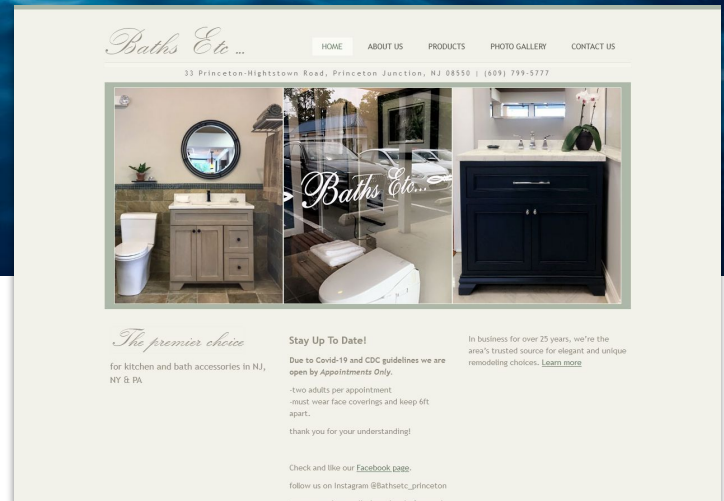 Baths Etc ...
HOME ABOUT US PRODUCTS PHOTO GALLERY CONTACT US
33 Princeton-Hightstown Road, Princeton Junction, NJ 08550 | (609) 799-5777
Baths Etc...
The premier choice
for kitchen and bath accessories in NJ,
NY & PA
Stay Up To Date!
Due to Covid-19 and CDC guidelines we are
open by Appointments Only.
-two adults per appointment
-must wear face coverings and keep 6ft
apart.
thank you for your understanding!
Check and like our Facebook page.
follow us on Instagram @Bathsetc_princeton
In business for over 25 years, we're the
area's trusted source for elegant and unique
remodeling choices. Learn more